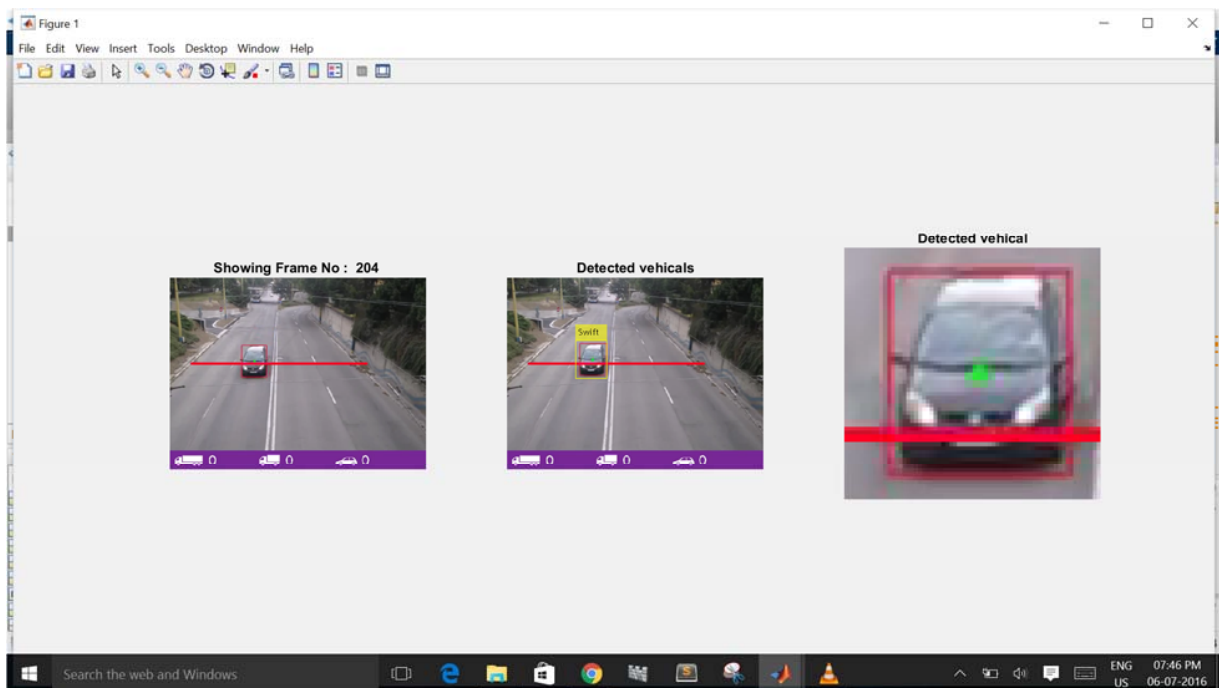 Figure 1
File Edit View Insert Tools Desktop Window Help
Detected vehical
Showing Frame No : 204
Detected vehicals
Swift
0 0 0
0 0 0
Search the web and Windows
ENG 07:46 PM
US 06-07-2016